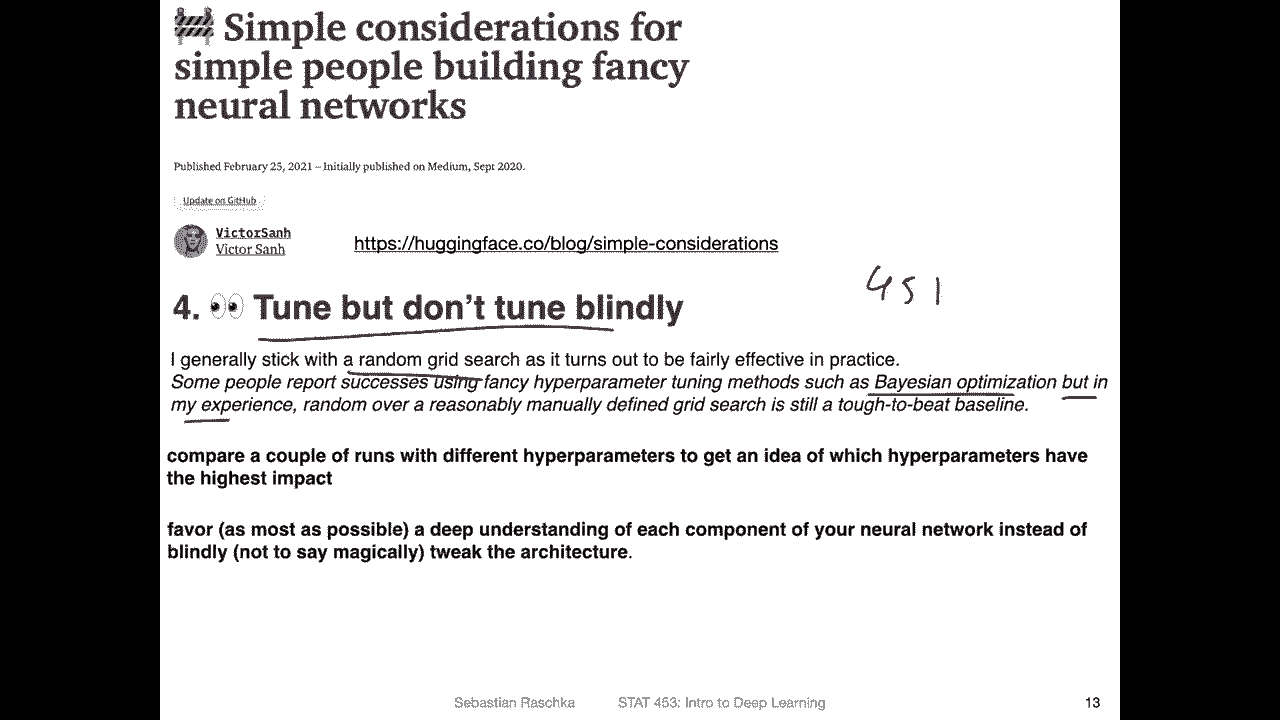 🚧 Simple considerations for
simple people building fancy
neural networks
Published February 25, 2021 – Initially published on Medium, Sept 2020.
Update on GitHub
VictorSanh
Victor Sanh
https://huggingface.co/blog/simple-considerations
451
4. 👀 Tune but don’t tune blindly
I generally stick with a random grid search as it turns out to be fairly effective in practice.
Some people report successes using fancy hyperparameter tuning methods such as Bayesian optimization but in
my experience, random over a reasonably manually defined grid search is still a tough-to-beat baseline.
compare a couple of runs with different hyperparameters to get an idea of which hyperparameters have
the highest impact
favor (as most as possible) a deep understanding of each component of your neural network instead of
blindly (not to say magically) tweak the architecture.
Sebastian Raschka STAT 453: Intro to Deep Learning 13